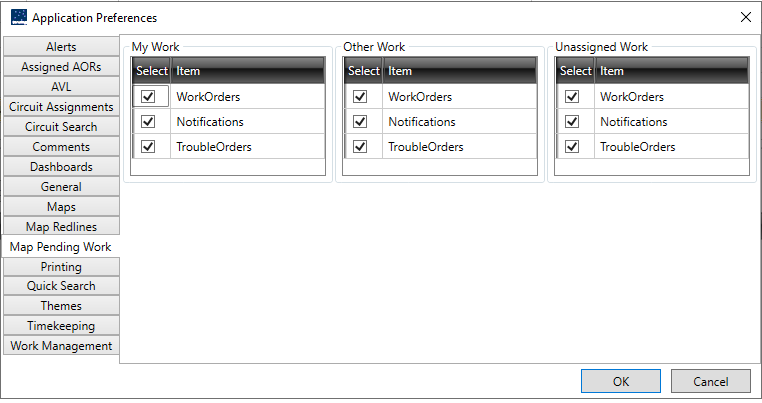 Application Preferences
Alerts
Assigned AORs
AVL
Circuit Assignments
Circuit Search
Comments
Dashboards
General
Maps
Map Redlines
Map Pending Work
Printing
Quick Search
Themes
Timekeeping
Work Management
My Work
Select Item
WorkOrders
Notifications
TroubleOrders
Other Work
Select Item
WorkOrders
Notifications
TroubleOrders
Unassigned Work
Select Item
WorkOrders
Notifications
TroubleOrders
OK
Cancel